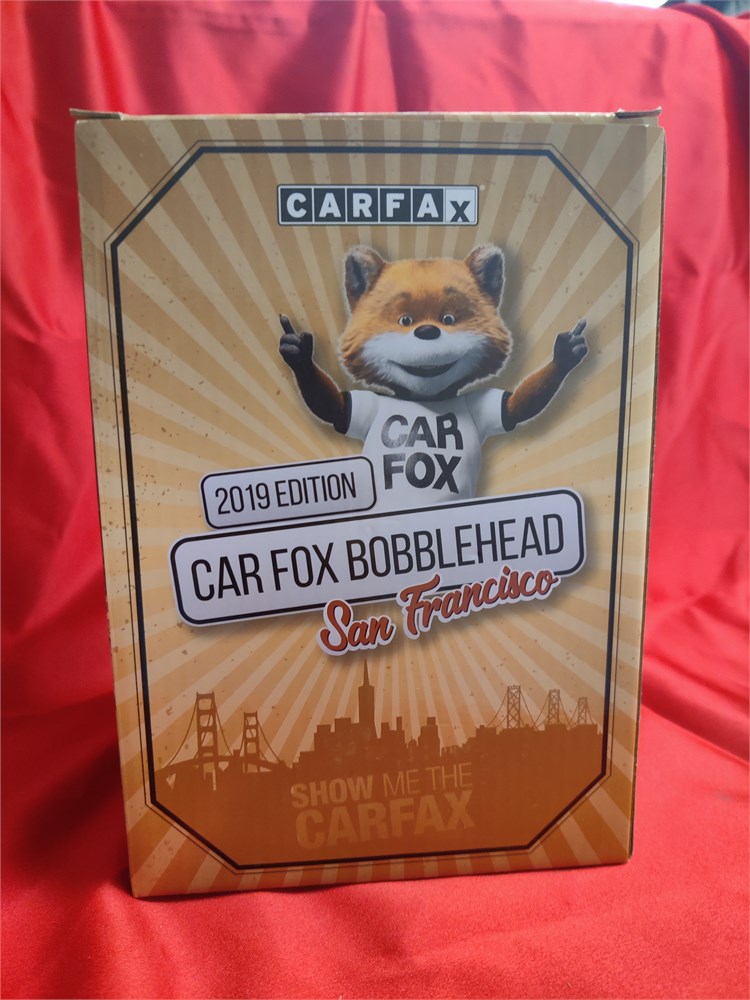 CARFAX
CAR
FOX
2019 EDITION
CAR FOX BOBBLEHEAD
San Francisco
SHOW ME THE
CARFAX